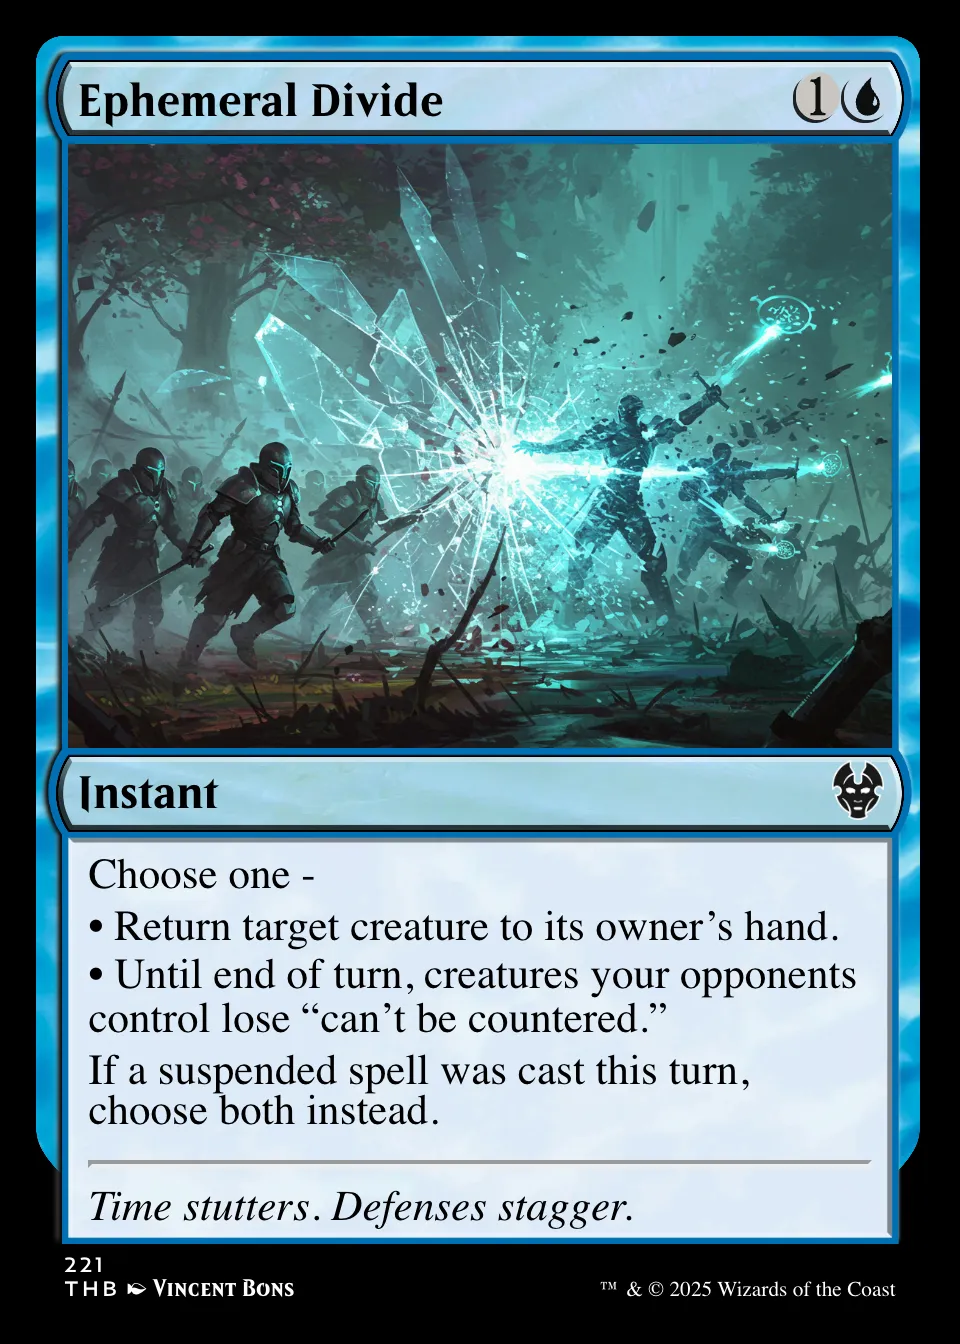 Ephemeral Divide
1
Instant
Choose one -
• Return target creature to its owner’s hand.
• Until end of turn, creatures your opponents
control lose “can’t be countered.”
If a suspended spell was cast this turn,
choose both instead.
Time stutters. Defenses stagger.
221
THB Vincent Bons
™ & © 2025 Wizards of the Coast